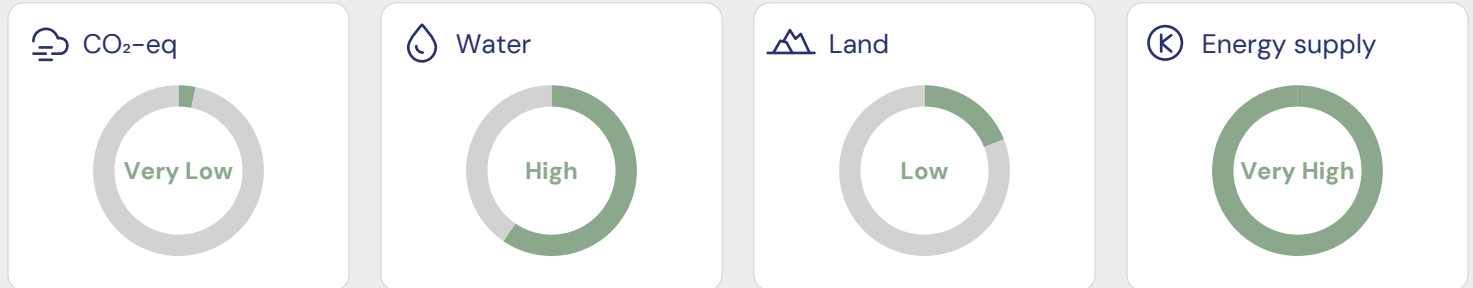 CO₂-eq
Very Low
Water
High
Land
Low
Energy supply
Very High